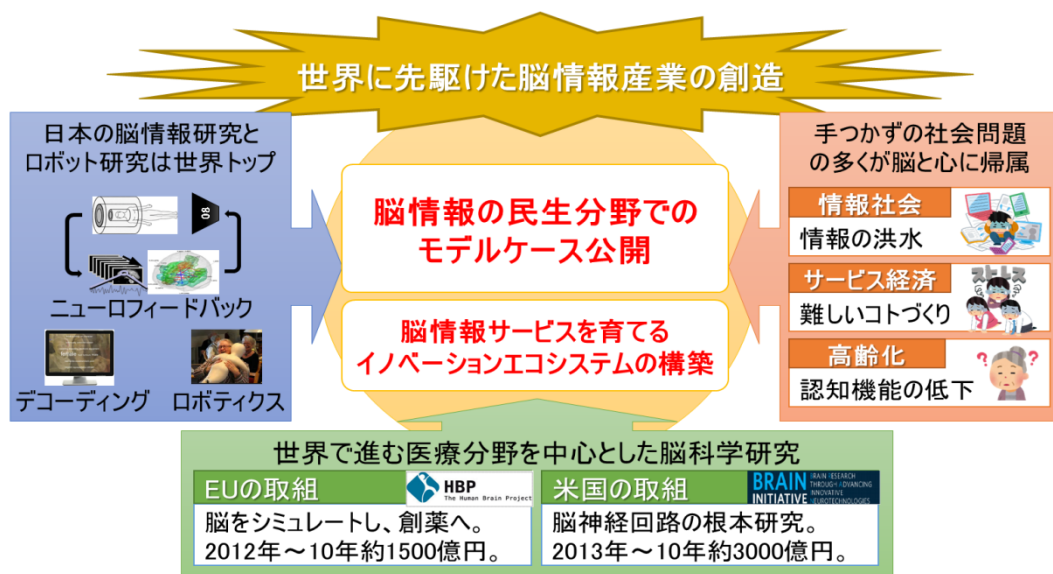 世界に先駆けた脳情報産業の創造
日本の脳情報研究と
ロボット研究は世界トップ
08
ニューロフィードバック
デコーディング
ロボティクス
脳情報の民生分野での
モデルケース公開
脳情報サービスを育てる
イノベーションエコシステムの構築
手つかずの社会問題
の多くが脳と心に帰属
情報社会
情報の洪水
サービス経済
ストレス
難しいコトづくり
高齢化
? ?
認知機能の低下
世界で進む医療分野を中心とした脳科学研究
EUの取組
HBP
The Human Brain Project
脳をシミュレートし、創薬へ。
2012年～10年約1500億円。
米国の取組
BRAIN
INITIATIVE
BRAIN RESEARCH
THROUGH ADVANCING
INNOVATIVE
NEUROTECHNOLOGIES
脳神経回路の根本研究。
2013年～10年約3000億円。